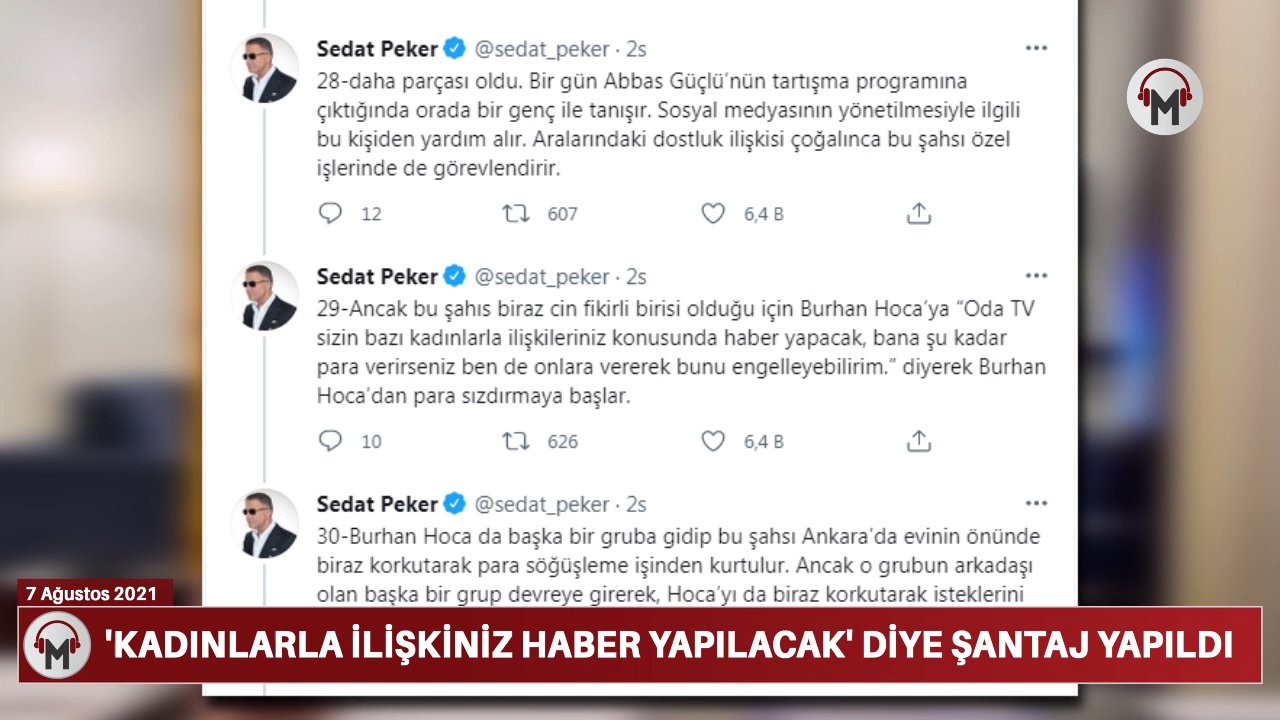 Sedat Peker @sedat_peker · 2s
28-daha parçası oldu. Bir gün Abbas Güçlü’nün tartışma programına
çıktığında orada bir genç ile tanışır. Sosyal medyasının yönetilmesiyle ilgili
bu kişiden yardım alır. Aralarındaki dostluk ilişkisi çoğalınca bu şahsı özel
işlerinde de görevlendirir.
12 607 6,4 B
Sedat Peker @sedat_peker · 2s
29-Ancak bu şahıs biraz cin fikirli birisi olduğu için Burhan Hoca’ya “Oda TV
sizin bazı kadınlarla ilişkileriniz konusunda haber yapacak, bana şu kadar
para verirseniz ben de onlara vererek bunu engelleyebilirim.” diyerek Burhan
Hoca’dan para sızdırmaya başlar.
10 626 6,4 B
Sedat Peker @sedat_peker · 2s
30-Burhan Hoca da başka bir gruba gidip bu şahsı Ankara’da evinin önünde
biraz korkutarak para söğüşleme işinden kurtulur. Ancak o grubun arkadaşı
olan başka bir grup devreye girerek, Hoca’yı da biraz korkutarak isteklerini
7 Ağustos 2021
M 'KADINLARLA İLİŞKİNİZ HABER YAPILACAK' DİYE ŞANTAJ YAPILDI
M